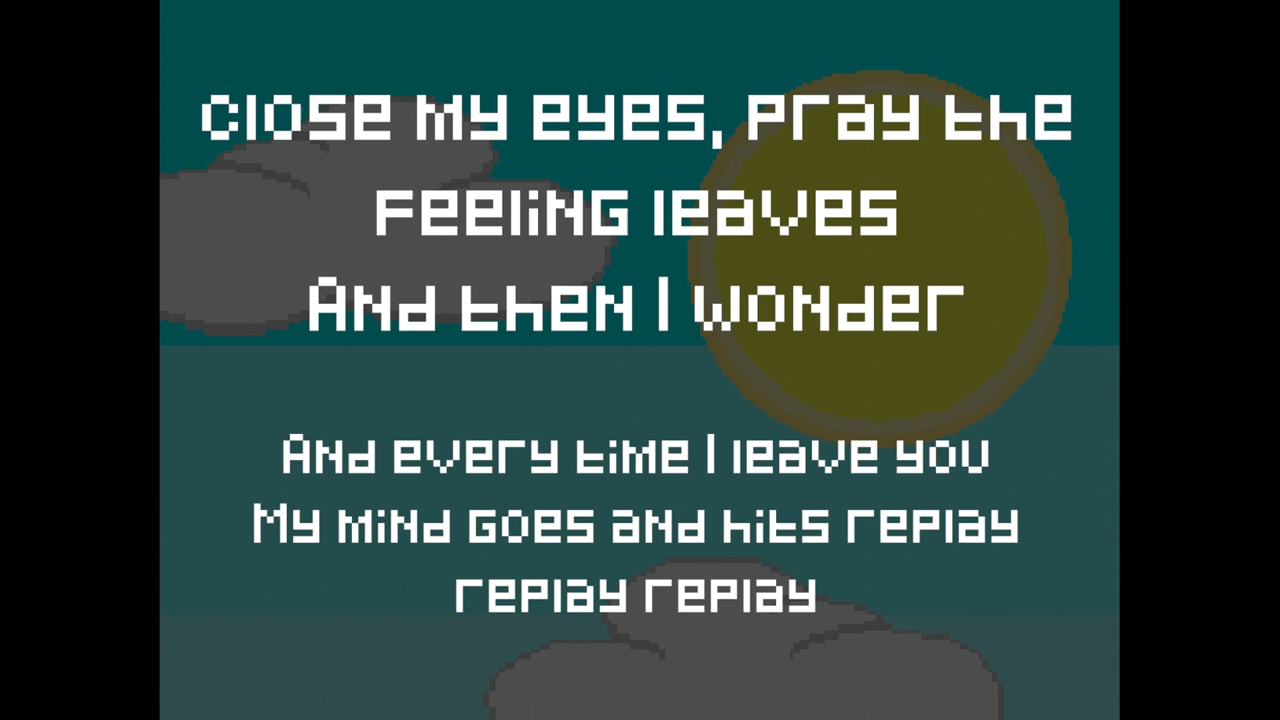 Close my eyes, pray the
feeling leaves
And then I wonder
And every time I leave you
My mind goes and hits replay
replay replay